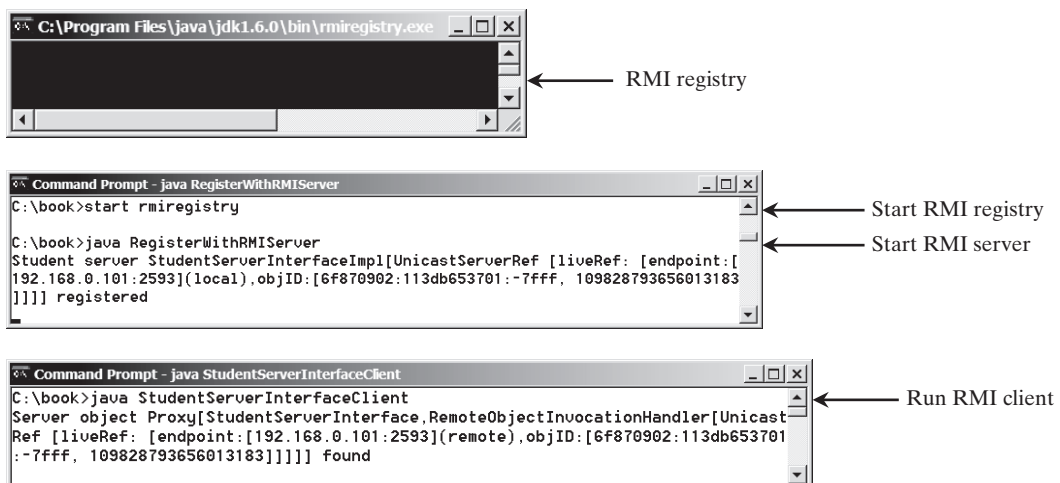 C:\Program Files\java\jdk1.6.0\bin\rmiregistry.exe
RMI registry
Command Prompt - java RegisterWithRMIServer
C:\book>start rmiregistry
Start RMI registry
C:\book>java RegisterWithRMIServer
Start RMI server
Student server StudentServerInterfaceImpl[UnicastServerRef [liveRef: [endpoint:[
192.168.0.101:2593](local),objID:[6f870902:113db653701:-7fff, 109828793656013183
]]]] registered
Command Prompt - java StudentServerInterfaceClient
C:\book>java StudentServerInterfaceClient
Run RMI client
Server object Proxy[StudentServerInterface,RemoteObjectInvocationHandler[Unicast
Ref [liveRef: [endpoint:[192.168.0.101:2593](remote),objID:[6f870902:113db653701
:-7fff, 109828793656013183]]]]] found